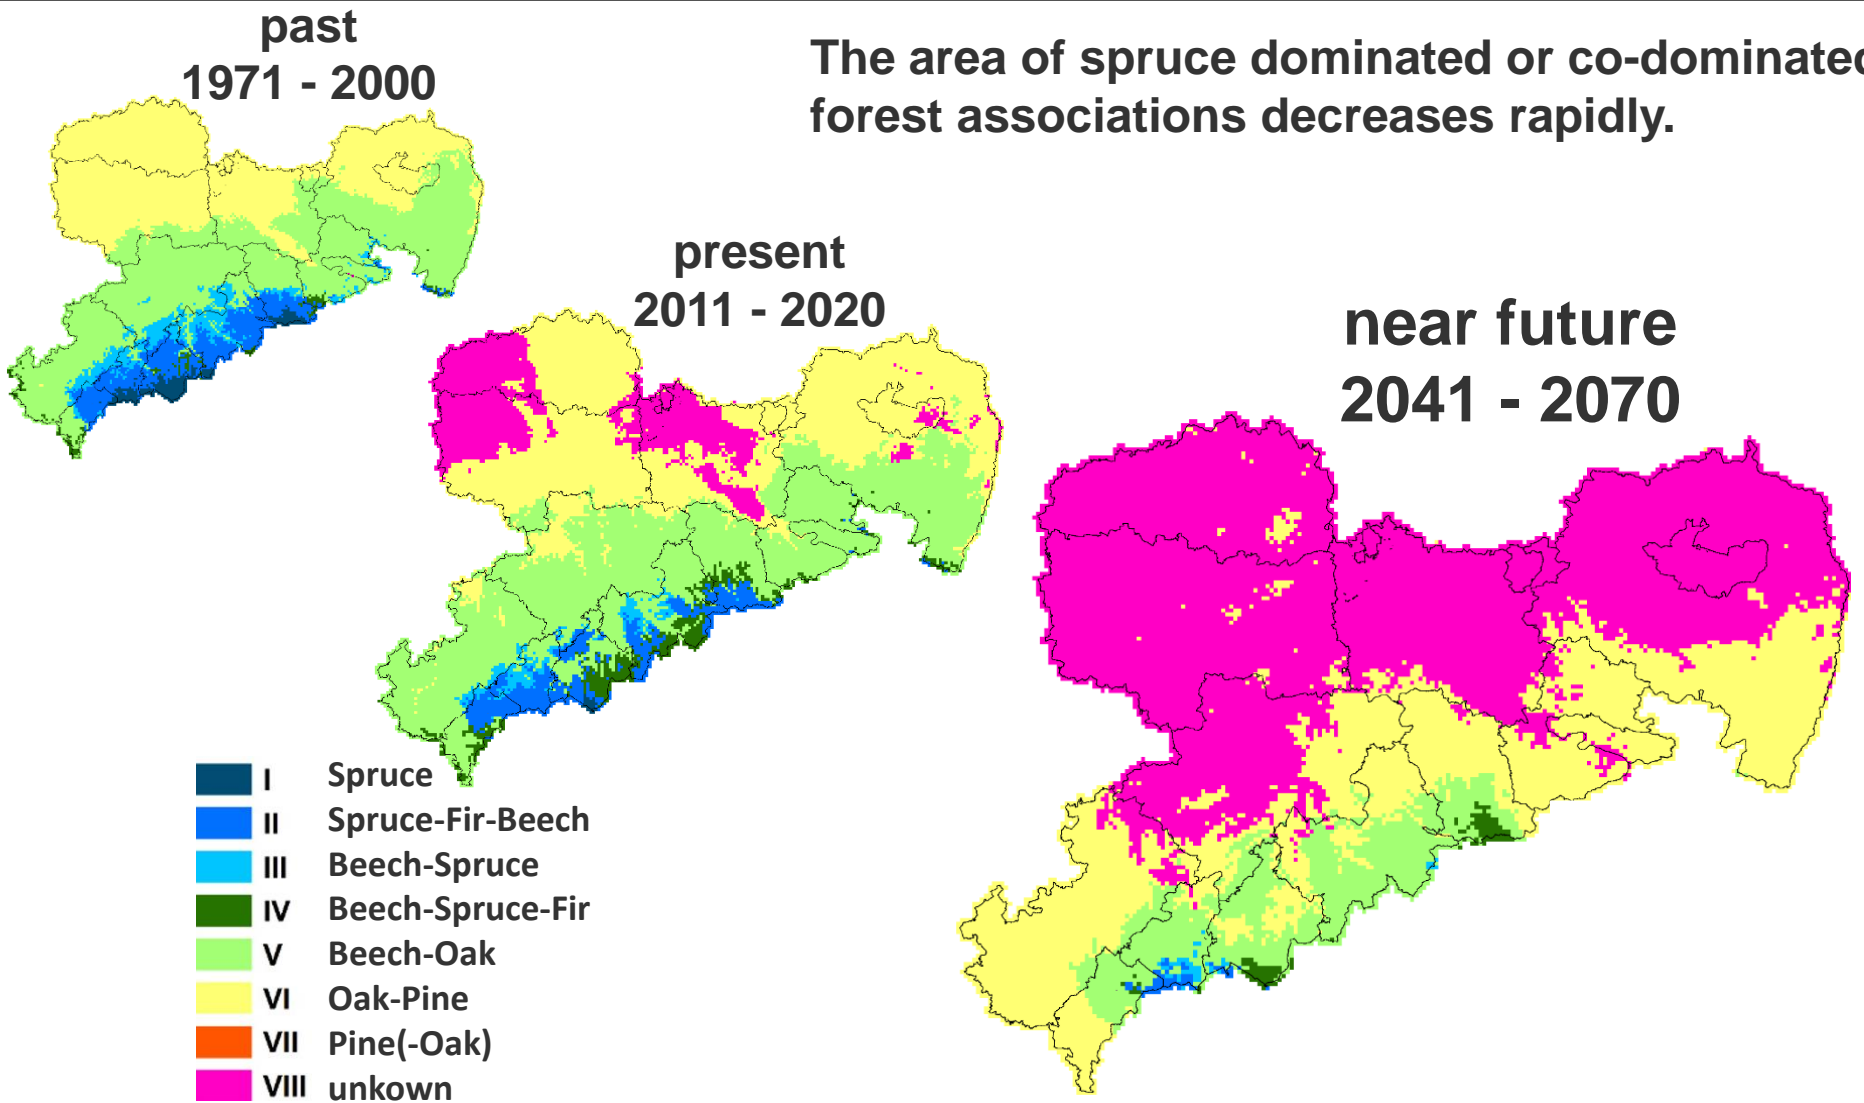 past
1971 - 2000
The area of spruce dominated or co-dominated
forest associations decreases rapidly.
present
2011 - 2020
near future
2041 - 2070
I Spruce
II Spruce-Fir-Beech
III Beech-Spruce
IV Beech-Spruce-Fir
V Beech-Oak
VI Oak-Pine
VII Pine(-Oak)
VIII unkown